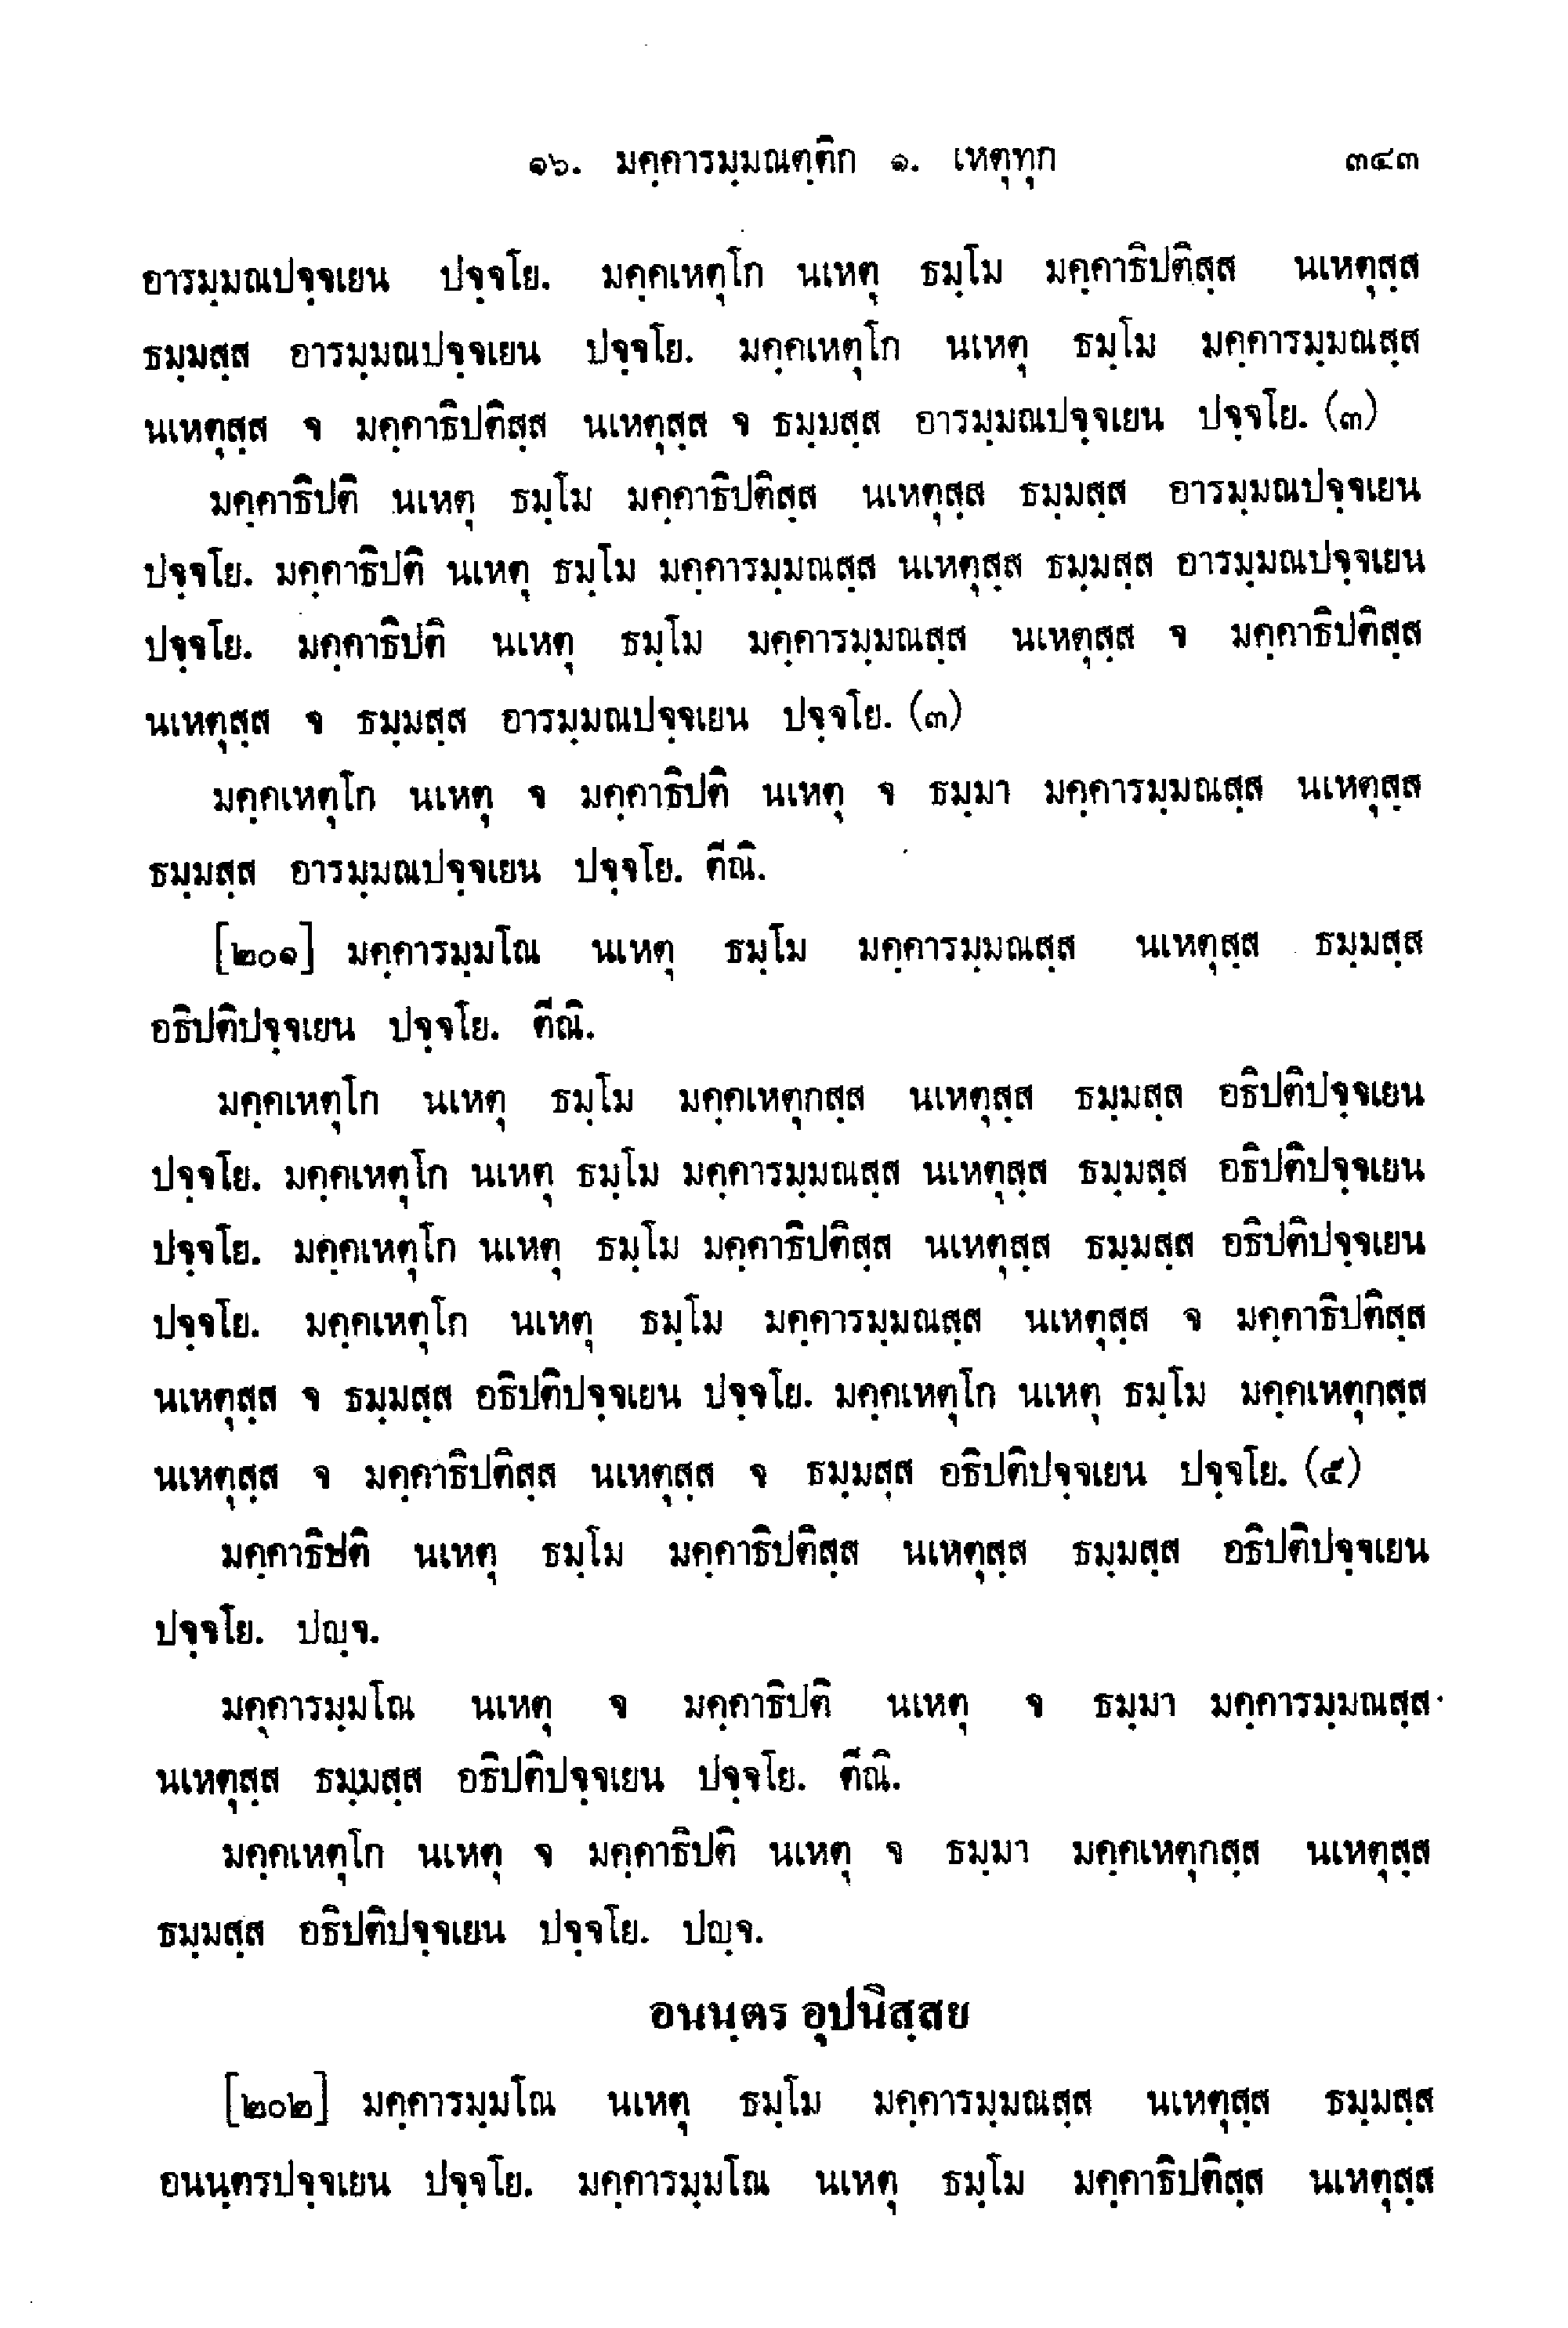 ๑๖. มคฺคารมฺมณตฺติก ๑. เหตุทุก ๓๔๓
อารมฺมณปจฺจเยน ปจฺจโย. มคฺคเหตุโก นเหตุ ธมฺโม มคฺคาธิปติสฺส นเหตุสฺส
ธมฺมสฺส อารมฺมณปจฺจเยน ปจฺจโย. มคฺคเหตุโก นเหตุ ธมฺโม มคฺคารมฺมณสฺส
นเหตุสฺส จ มคฺคาธิปติสฺส นเหตุสฺส จ ธมฺมสฺส อารมฺมณปจฺจเยน ปจฺจโย. (๓)
มคฺคาธิปติ นเหตุ ธมฺโม มคฺคาธิปติสฺส นเหตุสฺส ธมฺมสฺส อารมฺมณปจฺจเยน
ปจฺจโย. มคฺคาธิปติ นเหตุ ธมฺโม มคฺคารมฺมณสฺส นเหตุสฺส ธมฺมสฺส อารมฺมณปจฺจเยน
ปจฺจโย. มคฺคาธิปติ นเหตุ ธมฺโม มคฺคารมฺมณสฺส นเหตุสฺส จ มคฺคาธิปติสฺส
นเหตุสฺส จ ธมฺมสฺส อารมฺมณปจฺจเยน ปจฺจโย. (๓)
มคฺคเหตุโก นเหตุ จ มคฺคาธิปติ นเหตุ จ ธมฺมา มคฺคารมฺมณสฺส นเหตุสฺส
ธมฺมสฺส อารมฺมณปจฺจเยน ปจฺจโย. ตีณิ.
[๒๐๑] มคฺคารมฺมโณ นเหตุ ธมฺโม มคฺคารมฺมณสฺส นเหตุสฺส ธมฺมสฺส
อธิปติปจฺจเยน ปจฺจโย. ตีณิ.
มคฺคเหตุโก นเหตุ ธมฺโม มคฺคเหตุกสฺส นเหตุสฺส ธมฺมสฺส อธิปติปจฺจเยน
ปจฺจโย. มคฺคเหตุโก นเหตุ ธมฺโม มคฺคารมฺมณสฺส นเหตุสฺส ธมฺมสฺส อธิปติปจฺจเยน
ปจฺจโย. มคฺคเหตุโก นเหตุ ธมฺโม มคฺคาธิปติสฺส นเหตุสฺส ธมฺมสฺส อธิปติปจฺจเยน
ปจฺจโย. มคฺคเหตุโก นเหตุ ธมฺโม มคฺคารมฺมณสฺส นเหตุสฺส จ มคฺคาธิปติสฺส
นเหตุสฺส จ ธมฺมสฺส อธิปติปจฺจเยน ปจฺจโย. มคฺคเหตุโก นเหตุ ธมฺโม มคฺคเหตุกสฺส
นเหตุสฺส จ มคฺคาธิปติสฺส นเหตุสฺส จ ธมฺมสฺส อธิปติปจฺจเยน ปจฺจโย. (๕)
มคฺคาธิปติ นเหตุ ธมฺโม มคฺคาธิปติสฺส นเหตุสฺส ธมฺมสฺส อธิปติปจฺจเยน
ปจฺจโย. ปญฺจ.
มคุคารมฺมโณ นเหตุ จ มคฺคาธิปติ นเหตุ จ ธมฺมา มคฺคารมฺมณสฺส
นเหตุสฺส ธมฺมสฺส อธิปติปจฺจเยน ปจฺจโย. ตีณิ.
มคฺคเหตุโก นเหตุ จ มคฺคาธิปติ นเหตุ จ ธมฺมา มคฺคเหตุกสฺส นเหตุสฺส
ธมฺมสฺส อธิปติปจฺจเยน ปจฺจโย. ปญฺจ.
อนนฺตร อุปนิสฺสย
[๒๐๒] มคฺคารมฺมโณ นเหตุ ธมฺโม มคฺคารมฺมณสฺส นเหตุสฺส ธมฺมสฺส
อนนฺตรปจฺจเยน ปจฺจโย. มคฺคารมฺมโณ นเหตุ ธมฺโม มคฺคาธิปติสฺส นเหตุสฺส